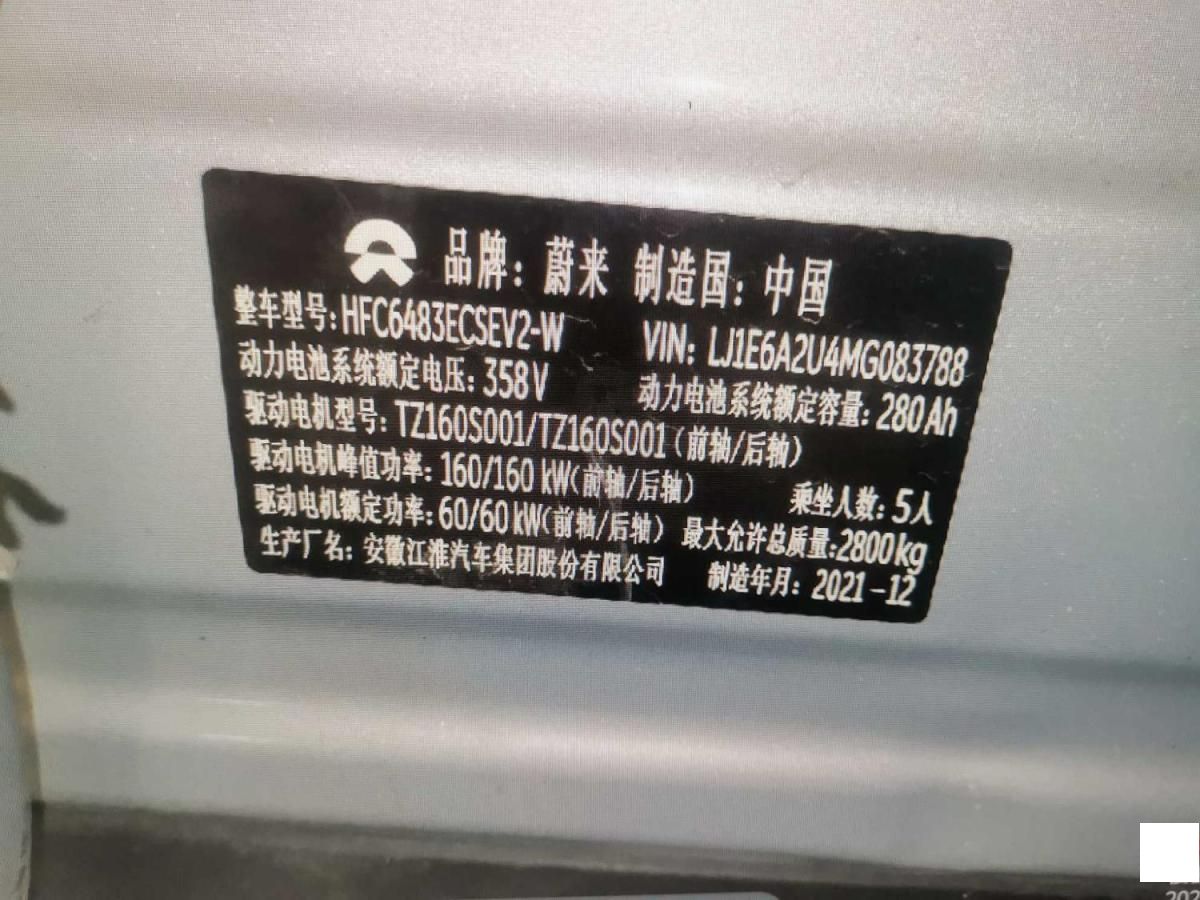 品牌：蔚来 制造国：中国
整车型号：HFC6483ECSEV2-W VIN：LJ1E6A2U4MG083788
动力电池系统额定电压：358V 动力电池系统额定容量：280Ah
驱动电机型号：TZ160S001/TZ160S001（前轴/后轴）
驱动电机峰值功率：160/160 kW（前轴/后轴） 乘坐人数：5人
驱动电机额定功率：60/60 kW（前轴/后轴） 最大允许总质量：2800kg
生产厂名：安徽江淮汽车集团股份有限公司 制造年月：2021-12